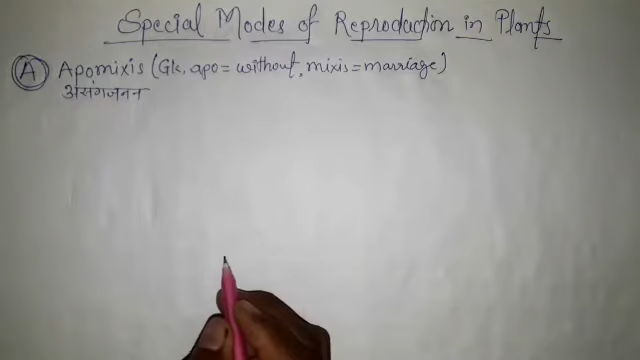 Special Modes of Reproduction in Plants
A Apomixis (Gk, apo = without, mixis = marriage)
असंगजनन